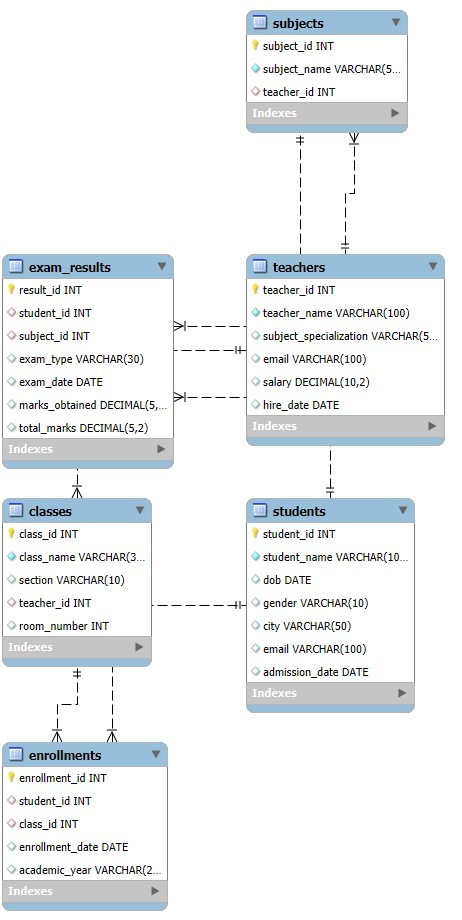 subjects
subject_id INT
subject_name VARCHAR(5...
teacher_id INT
Indexes
exam_results
result_id INT
student_id INT
subject_id INT
exam_type VARCHAR(30)
exam_date DATE
marks_obtained DECIMAL(5,...
total_marks DECIMAL(5,2)
Indexes
teachers
teacher_id INT
teacher_name VARCHAR(100)
subject_specialization VARCHAR(5...
email VARCHAR(100)
salary DECIMAL(10,2)
hire_date DATE
Indexes
classes
class_id INT
class_name VARCHAR(3...
section VARCHAR(10)
teacher_id INT
room_number INT
Indexes
students
student_id INT
student_name VARCHAR(10...
dob DATE
gender VARCHAR(10)
city VARCHAR(50)
email VARCHAR(100)
admission_date DATE
Indexes
enrollments
enrollment_id INT
student_id INT
class_id INT
enrollment_date DATE
academic_year VARCHAR(2...
Indexes